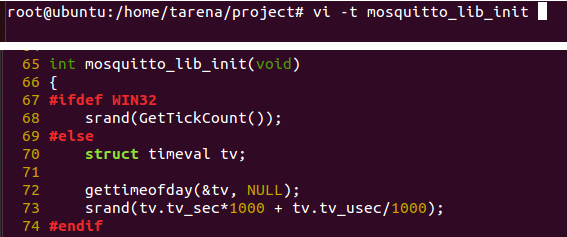 root@ubuntu:/home/tarena/project# vi -t mosquitto_lib_init
65 int mosquitto_lib_init(void)
66 {
67 #ifdef WIN32
68     srand(GetTickCount());
69 #else
70     struct timeval tv;
71
72     gettimeofday(&tv, NULL);
73     srand(tv.tv_sec*1000 + tv.tv_usec/1000);
74 #endif